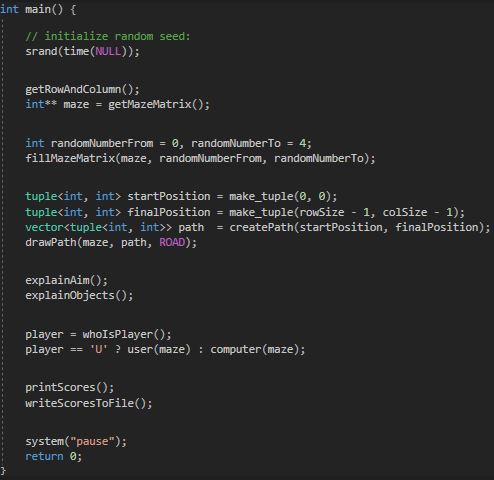 int main() {
// initialize random seed:
srand(time(NULL));
getRowAndColumn();
int** maze = getMazeMatrix();
int randomNumberFrom = 0, randomNumberTo = 4;
fillMazeMatrix(maze, randomNumberFrom, randomNumberTo);
tuple<int, int> startPosition = make_tuple(0, 0);
tuple<int, int> finalPosition = make_tuple(rowSize - 1, colSize - 1);
vector<tuple<int, int>> path  = createPath(startPosition, finalPosition);
drawPath(maze, path, ROAD);
explainAim();
explainObjects();
player = whoIsPlayer();
player == 'U' ? user(maze) : computer(maze);
printScores();
writeScoresToFile();
system("pause");
return 0;
}